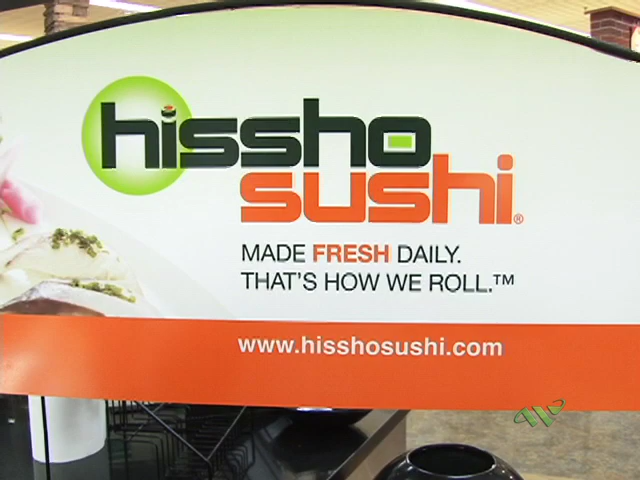 hissho
sushi®
MADE FRESH DAILY.
THAT'S HOW WE ROLL.™
www.hisshosushi.com